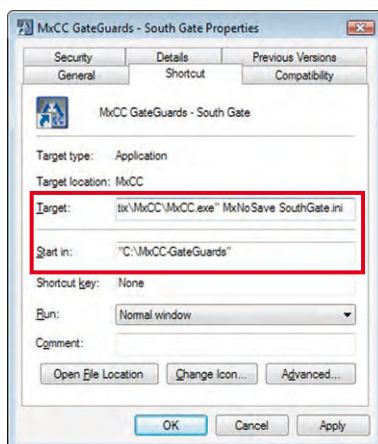 MxCC GateGuards - South Gate Properties
Security Details Previous Versions
General Shortcut Compatibility
MxCC GateGuards - South Gate
Target type: Application
Target location: MxCC
Target: tix\MxCC\MxCC.exe" MxNoSave SouthGate.ini
Start in: "C:\MxCC-GateGuards"
Shortcut key: None
Run: Normal window
Comment:
Open File Location Change Icon... Advanced...
OK Cancel Apply